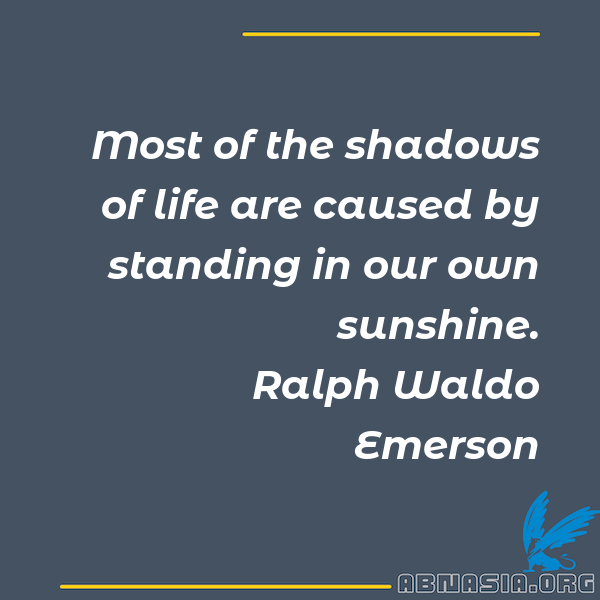 Most of the shadows
of life are caused by
standing in our own
sunshine.
Ralph Waldo
Emerson
ABNASIA.ORG